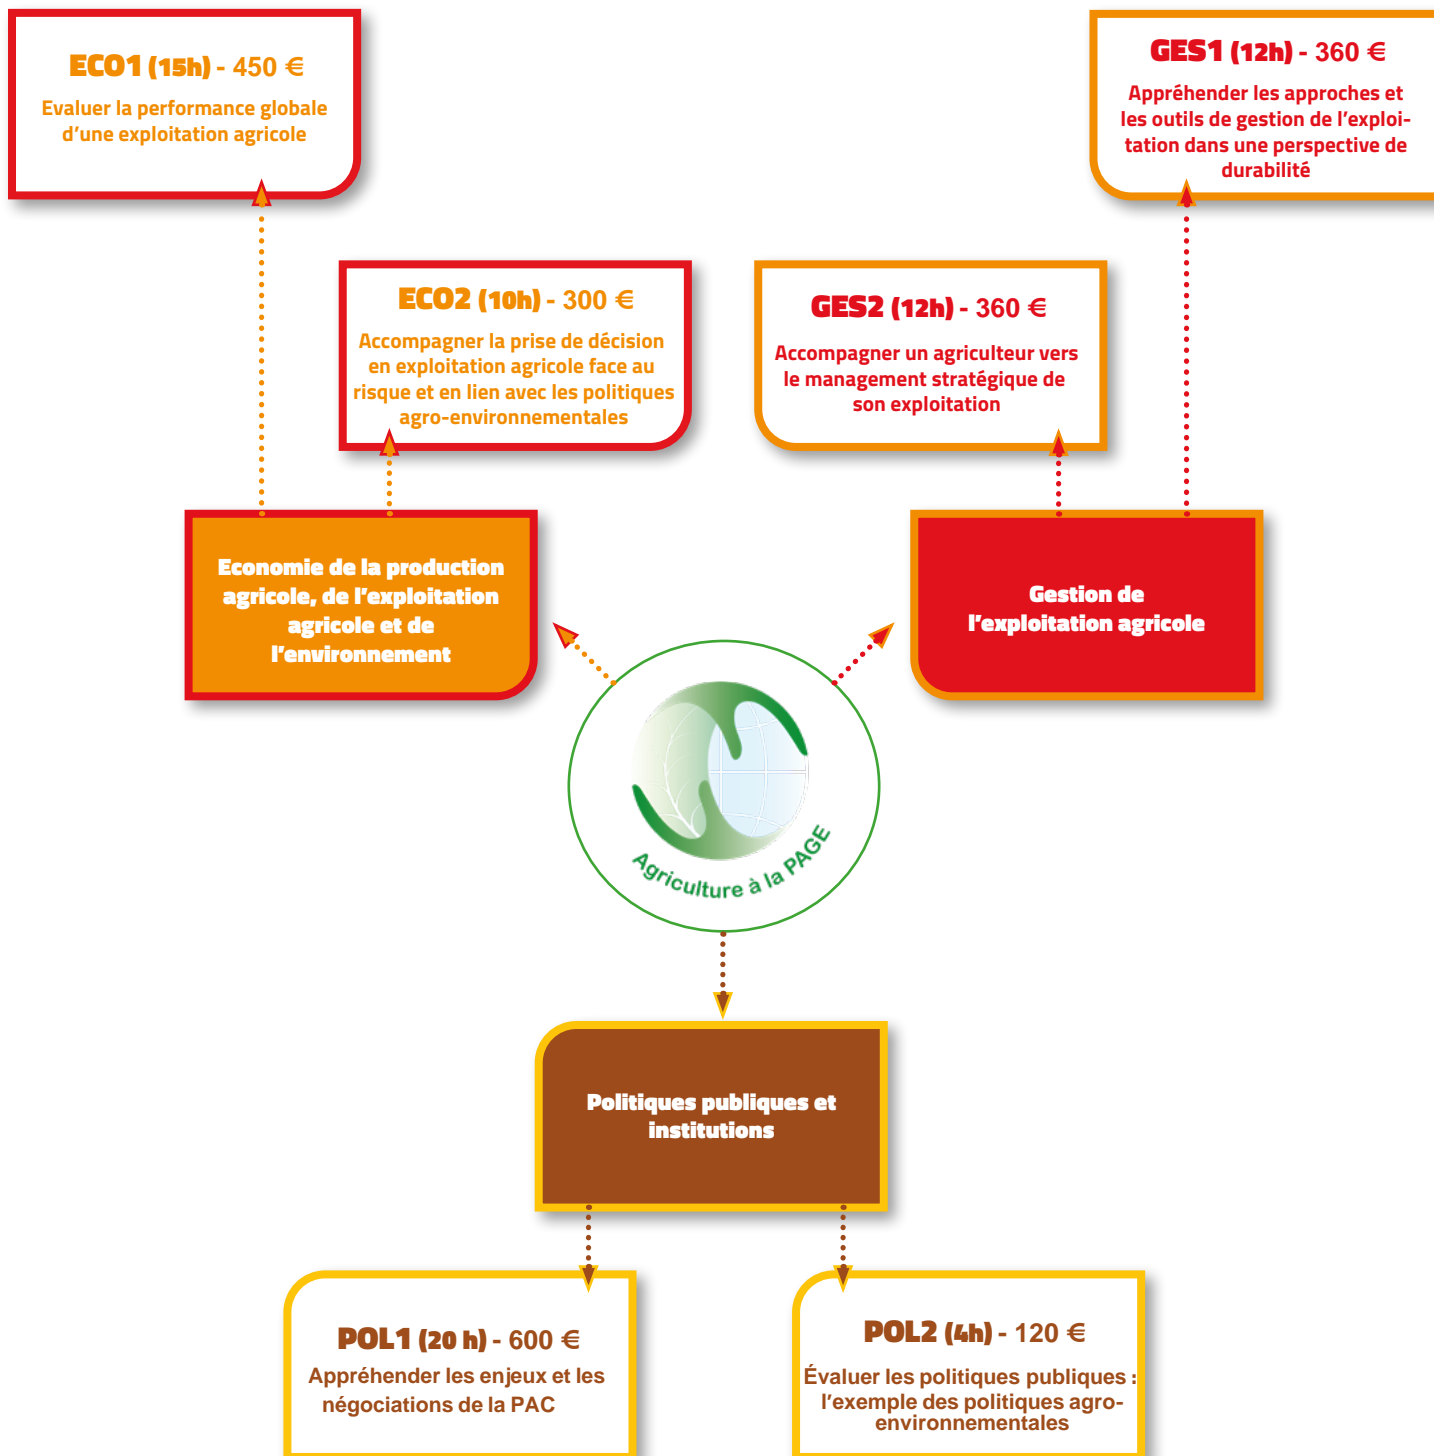 ECO1 (15h) - 450 €
Evaluer la performance globale
d'une exploitation agricole
GES1 (12h) - 360 €
Appréhender les approches et
les outils de gestion de l'exploi-
tation dans une perspective de
durabilité
ECO2 (10h) - 300 €
Accompagner la prise de décision
en exploitation agricole face au
risque et en lien avec les politiques
agro-environnementales
GES2 (12h) - 360 €
Accompagner un agriculteur vers
le management stratégique de
son exploitation
Economie de la production
agricole, de l'exploitation
agricole et de
l'environnement
Gestion de
l'exploitation agricole
Agriculture à la PAGE
Politiques publiques et
institutions
POL1 (20 h) - 600 €
Appréhender les enjeux et les
négociations de la PAC
POL2 (4h) - 120 €
Évaluer les politiques publiques :
l'exemple des politiques agro-
environnementales